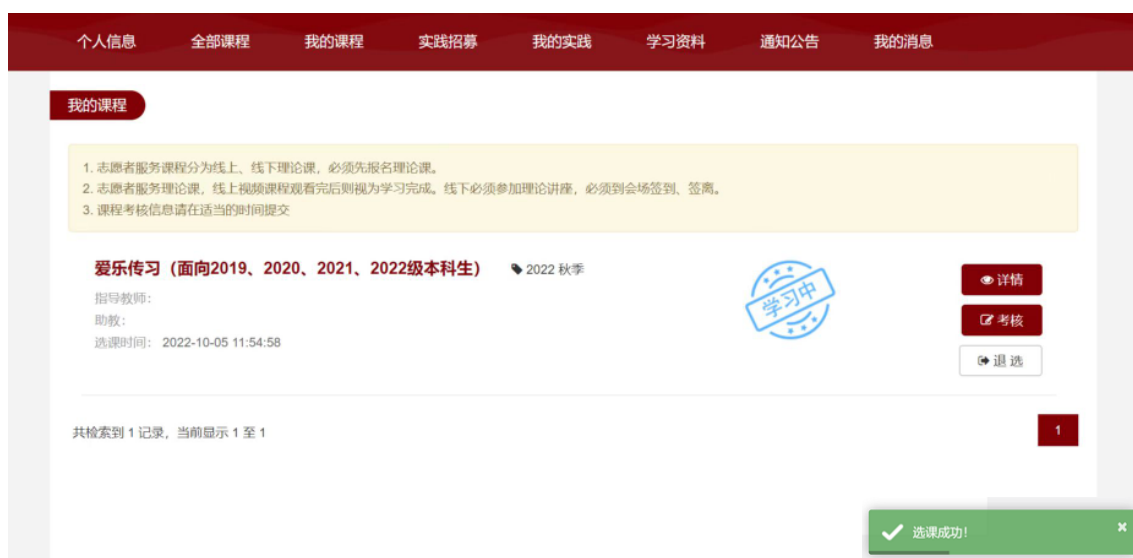 个人信息 全部课程 我的课程 实践招募 我的实践 学习资料 通知公告 我的消息
我的课程
1. 志愿者服务课程分为线上、线下理论课，必须先报名理论课。
2. 志愿者服务理论课，线上视频课程观看完后则视为学习完成。线下必须参加理论讲座，必须到会场签到、签离。
3. 课程考核信息请在适当的时间提交
爱乐传习（面向2019、2020、2021、2022级本科生） 2022 秋季
指导教师：
助教：
选课时间： 2022-10-05 11:54:58
学习中
详情
考核
退选
共检索到 1 记录，当前显示 1 至 1
1
选课成功!
×